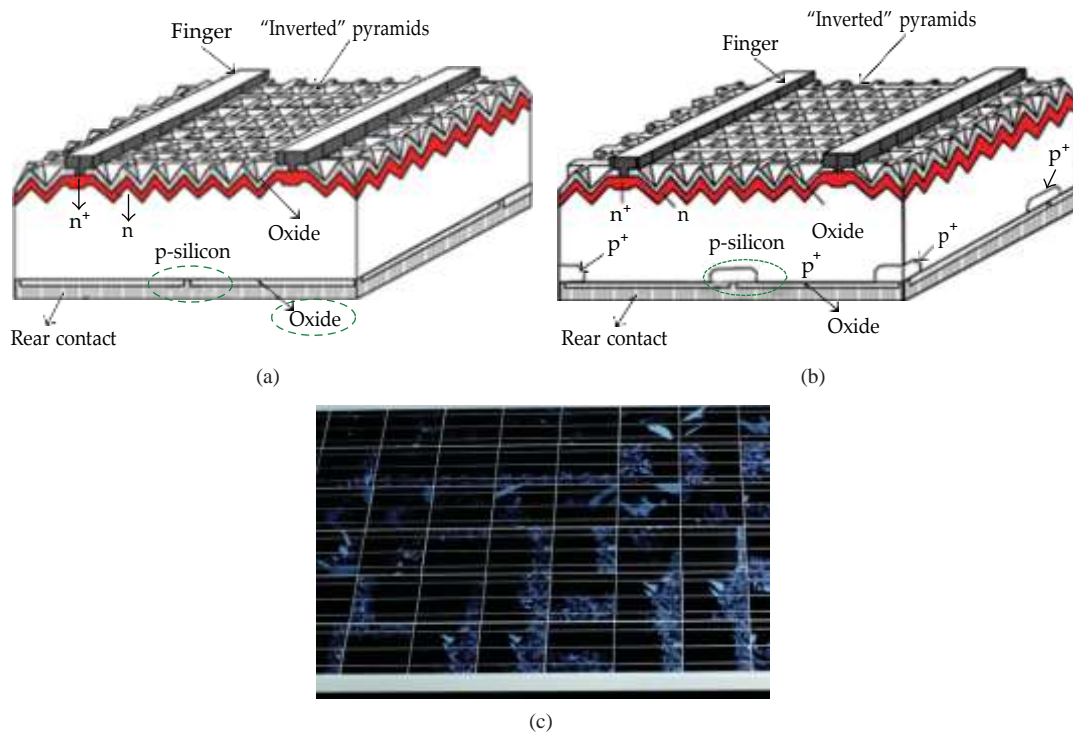 Finger
“Inverted” pyramids
n⁺
n
Oxide
p-silicon
Oxide
Rear contact
(a)
“Inverted” pyramids
Finger
p⁺
n⁺
n
Oxide
p⁺
p-silicon
p⁺
p⁺
Oxide
Rear contact
(b)
(c)